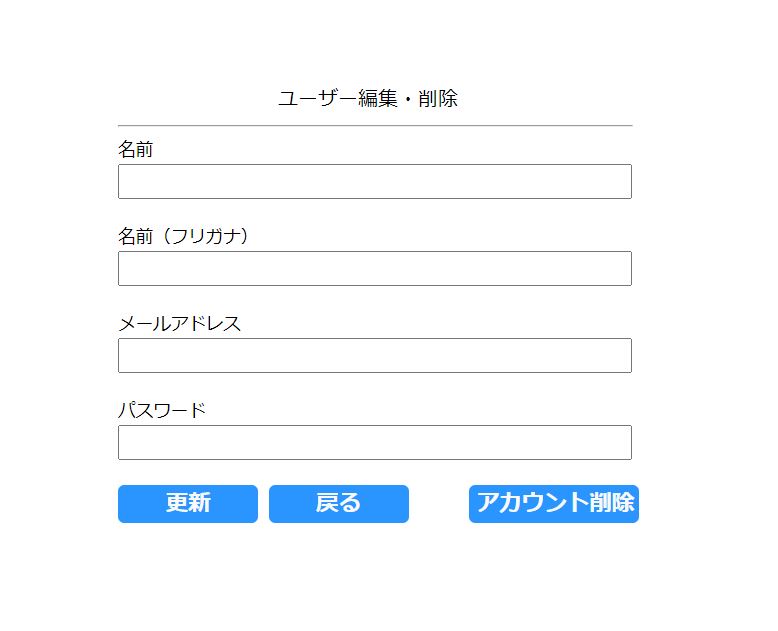 ユーザー編集・削除
名前
名前（フリガナ）
メールアドレス
パスワード
更新 戻る アカウント削除